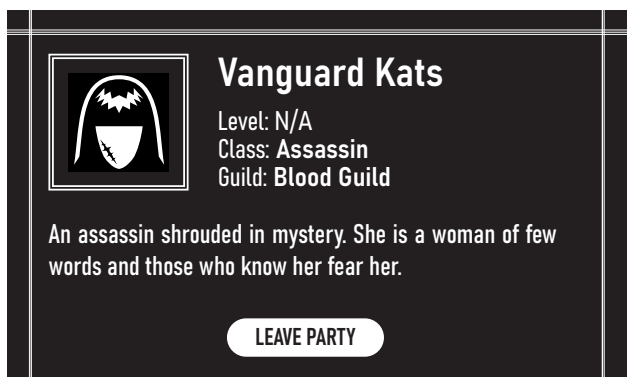 Vanguard Kats
Level: N/A
Class: Assassin
Guild: Blood Guild
An assassin shrouded in mystery. She is a woman of few
words and those who know her fear her.
LEAVE PARTY